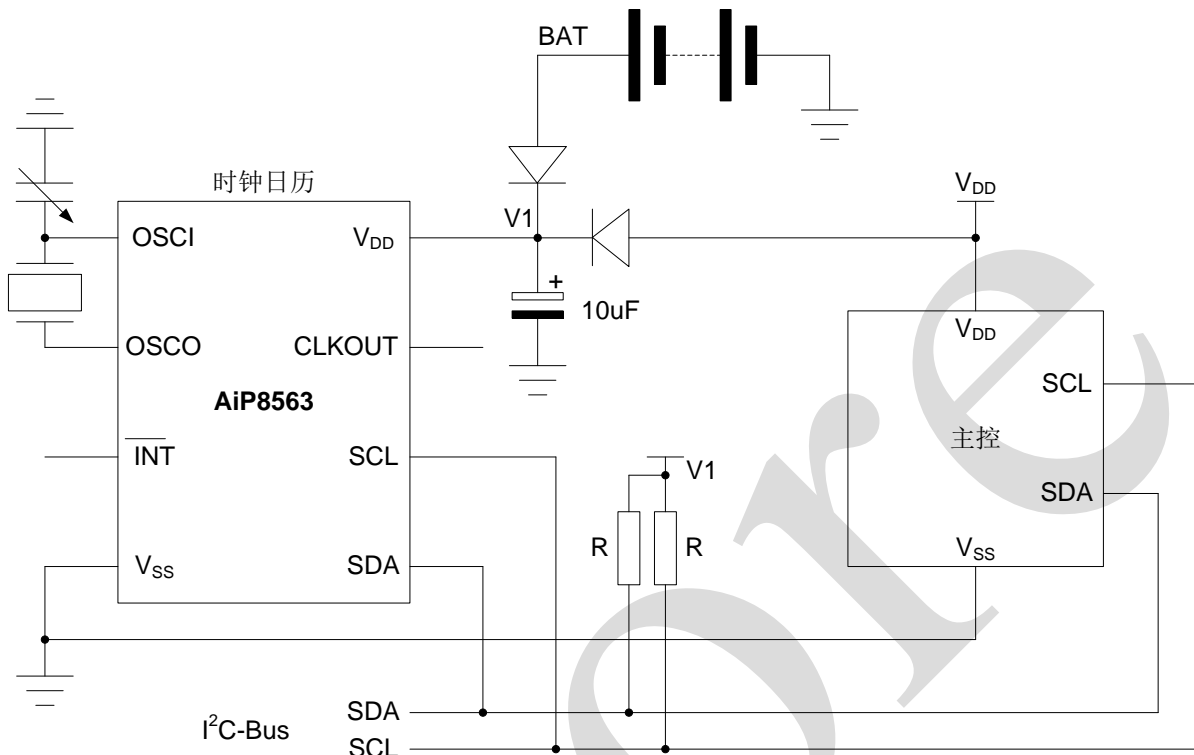 BAT
时钟日历
V1
VDD
OSCI
VDD
+
10uF
VDD
OSCO
CLKOUT
AiP8563
SCL
主控
INT
SCL
V1
SDA
R
R
VSS
VSS
SDA
I²C-Bus
SDA
SCL
ore